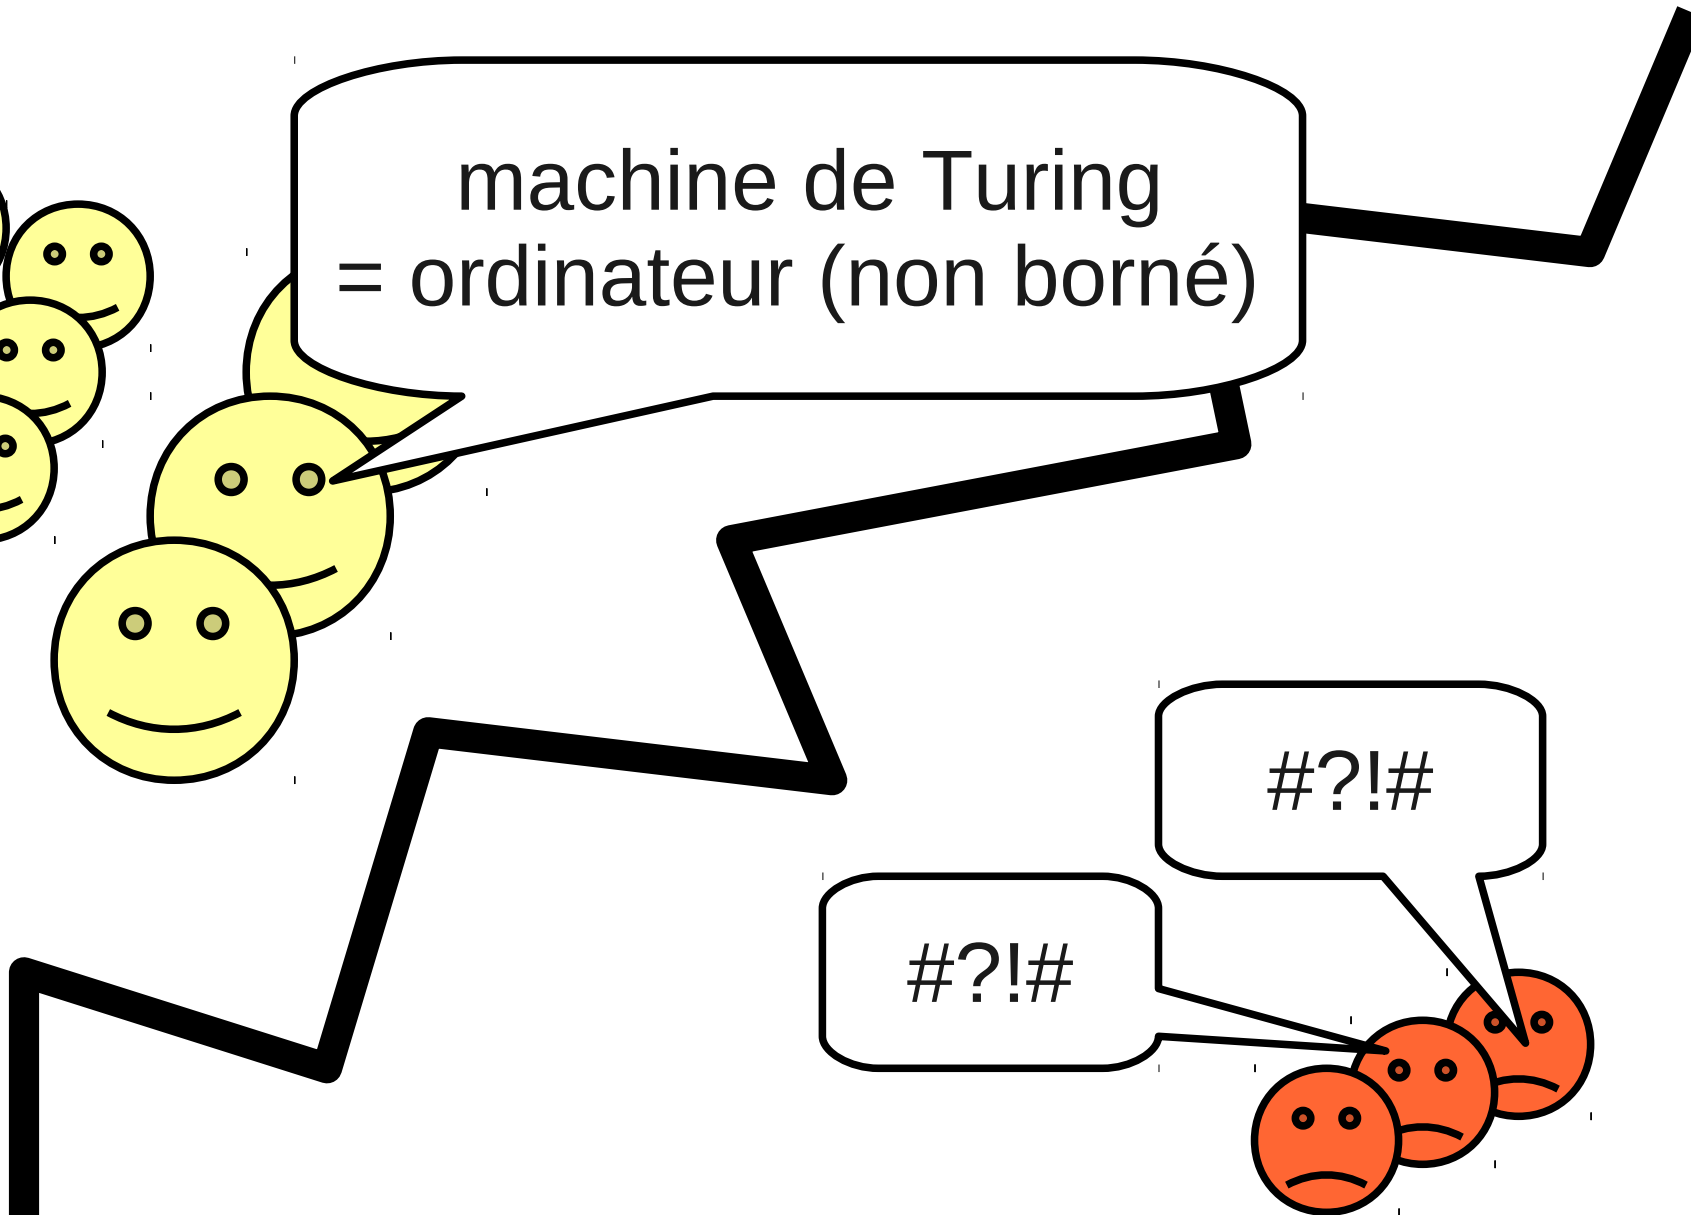 machine de Turing
= ordinateur (non borné)
#?!#
#?!#